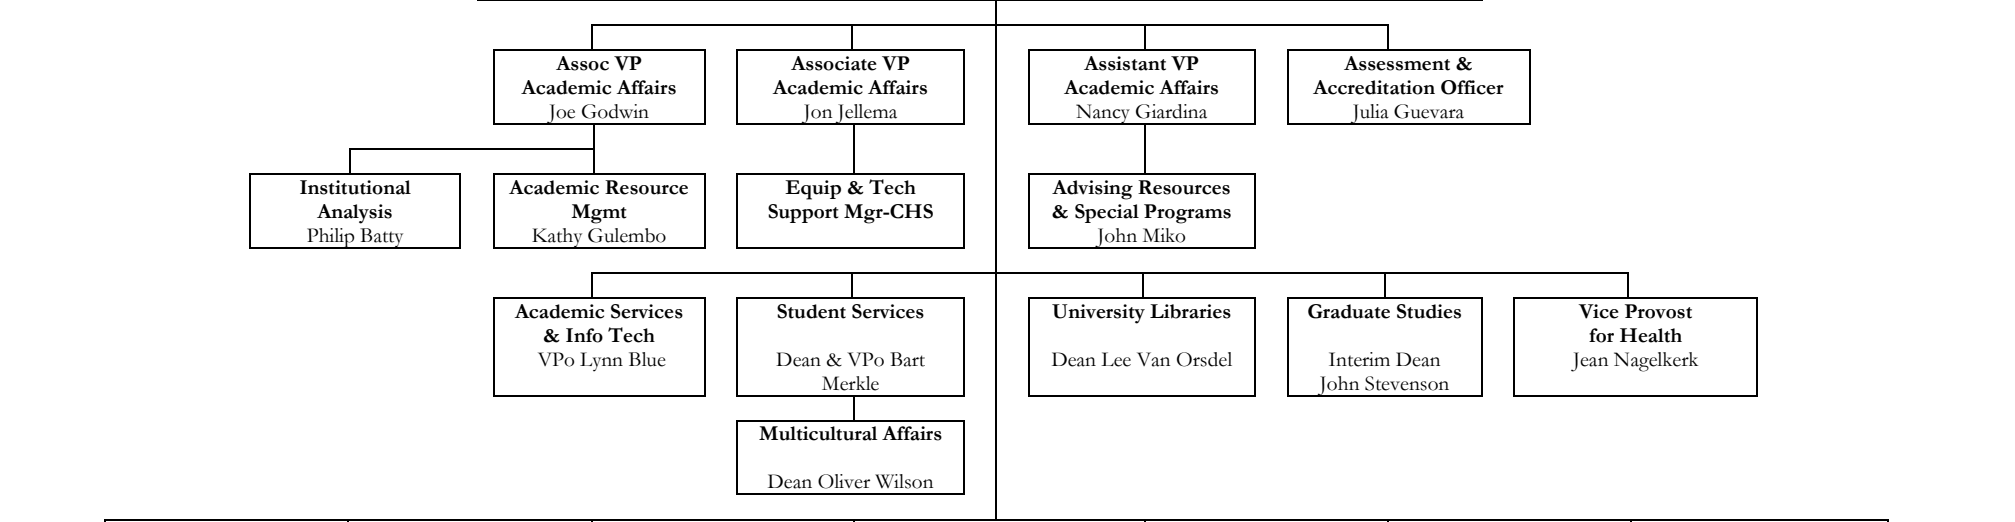 Assoc VP
Academic Affairs
Joe Godwin
Associate VP
Academic Affairs
Jon Jellema
Assistant VP
Academic Affairs
Nancy Giardina
Assessment &
Accreditation Officer
Julia Guevara
Institutional
Analysis
Philip Batty
Academic Resource
Mgmt
Kathy Gulembo
Equip & Tech
Support Mgr-CHS
Advising Resources
& Special Programs
John Miko
Academic Services
& Info Tech
VPo Lynn Blue
Student Services
Dean & VPo Bart
Merkle
University Libraries
Dean Lee Van Orsdel
Graduate Studies
Interim Dean
John Stevenson
Vice Provost
for Health
Jean Nagelkerk
Multicultural Affairs
Dean Oliver Wilson